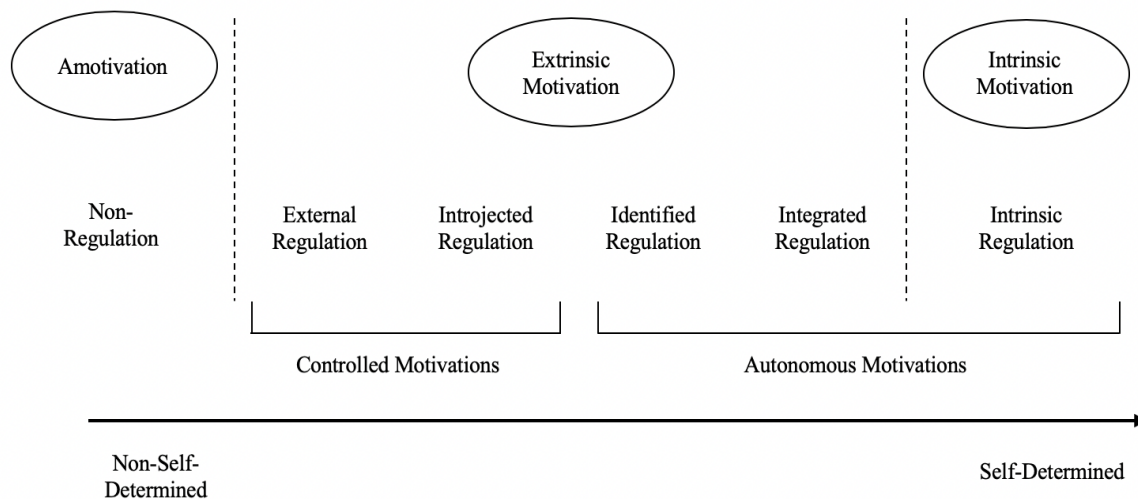 Amotivation
Extrinsic
Motivation
Intrinsic
Motivation
Non-
Regulation
External
Regulation
Introjected
Regulation
Identified
Regulation
Integrated
Regulation
Intrinsic
Regulation
Controlled Motivations
Autonomous Motivations
Non-Self-
Determined
Self-Determined